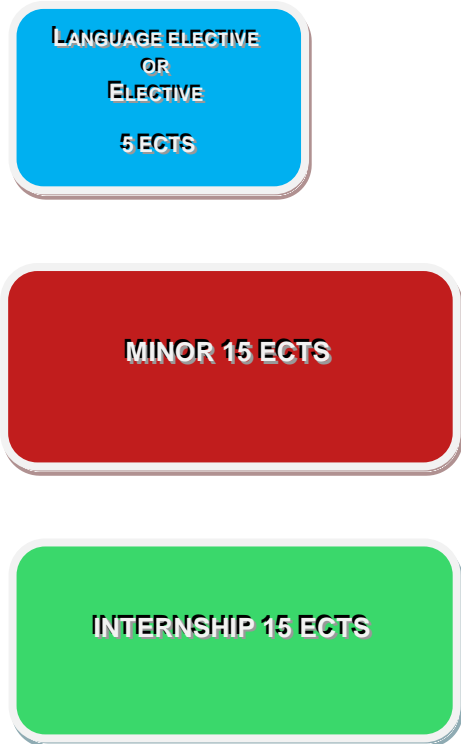 LANGUAGE ELECTIVE
OR
ELECTIVE
5 ECTS
MINOR 15 ECTS
INTERNSHIP 15 ECTS